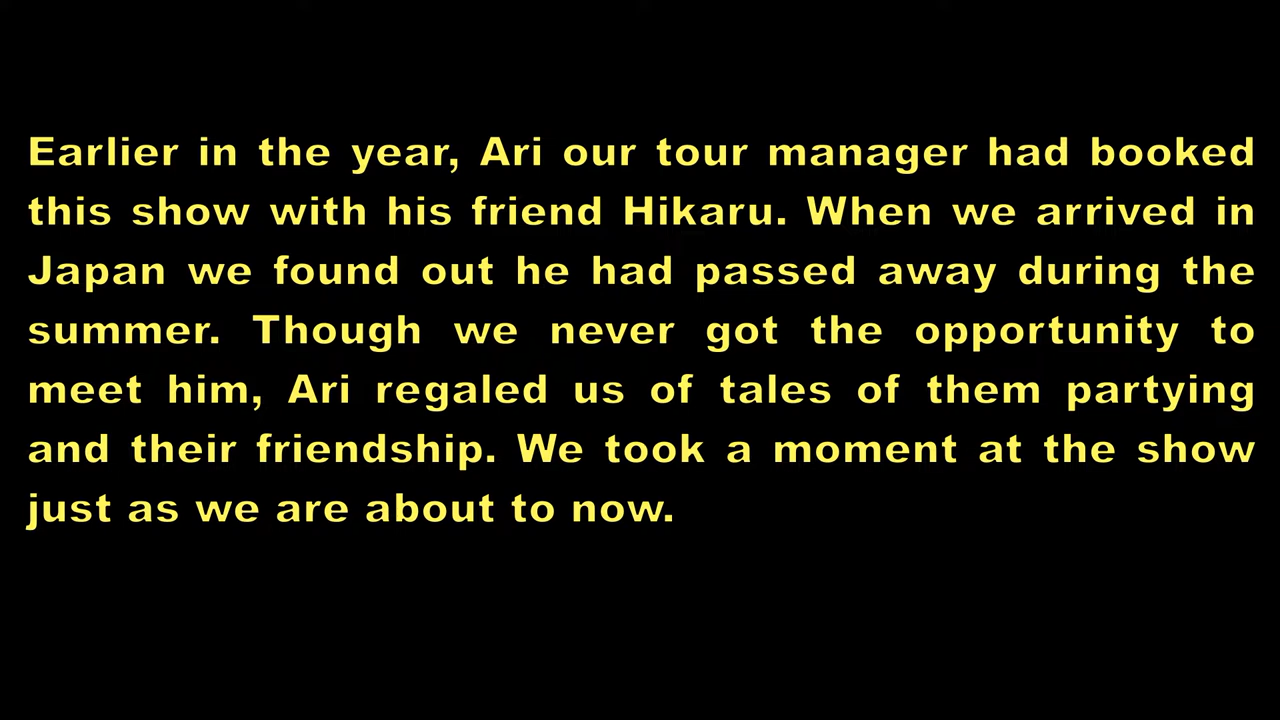 Earlier in the year, Ari our tour manager had booked
this show with his friend Hikaru. When we arrived in
Japan we found out he had passed away during the
summer. Though we never got the opportunity to
meet him, Ari regaled us of tales of them partying
and their friendship. We took a moment at the show
just as we are about to now.